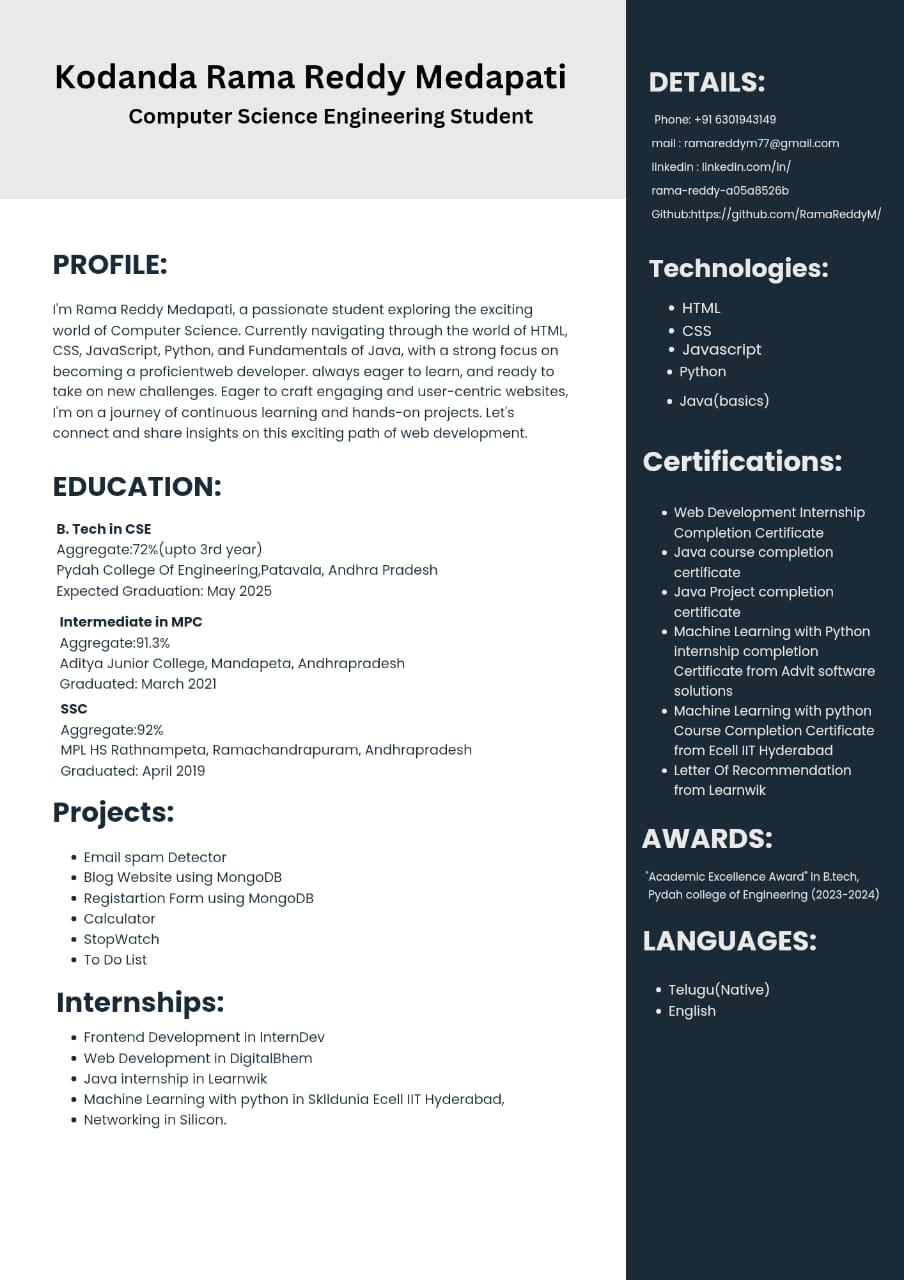 Kodanda Rama Reddy Medapati
Computer Science Engineering Student
PROFILE:
I'm Rama Reddy Medapati, a passionate student exploring the exciting
world of Computer Science. Currently navigating through the world of HTML,
CSS, JavaScript, Python, and Fundamentals of Java, with a strong focus on
becoming a proficientweb developer. always eager to learn, and ready to
take on new challenges. Eager to craft engaging and user-centric websites,
I'm on a journey of continuous learning and hands-on projects. Let's
connect and share insights on this exciting path of web development.
EDUCATION:
B. Tech in CSE
Aggregate:72%(upto 3rd year)
Pydah College Of Engineering,Patavala, Andhra Pradesh
Expected Graduation: May 2025
Intermediate in MPC
Aggregate:91.3%
Aditya Junior College, Mandapeta, Andhrapradesh
Graduated: March 2021
SSC
Aggregate:92%
MPL HS Rathnampeta, Ramachandrapuram, Andhrapradesh
Graduated: April 2019
Projects:
• Email spam Detector
• Blog Website using MongoDB
• Registartion Form using MongoDB
• Calculator
• StopWatch
• To Do List
Internships:
• Frontend Development in InternDev
• Web Development in DigitalBhem
• Java internship in Learnwik
• Machine Learning with python in Sklldunia Ecell IIT Hyderabad,
• Networking in Silicon.
DETAILS:
Phone: +91 6301943149
mail : ramareddym77@gmail.com
linkedin : linkedin.com/in/
rama-reddy-a05a8526b
Github:https://github.com/RamaReddyM/
Technologies:
• HTML
• CSS
• Javascript
• Python
• Java(basics)
Certifications:
• Web Development Internship
Completion Certificate
• Java course completion
certificate
• Java Project completion
certificate
• Machine Learning with Python
internship completion
Certificate from Advit software
solutions
• Machine Learning with python
Course Completion Certificate
from Ecell IIT Hyderabad
• Letter Of Recommendation
from Learnwik
AWARDS:
"Academic Excellence Award" In B.tech,
Pydah college of Engineering (2023-2024)
LANGUAGES:
• Telugu(Native)
• English